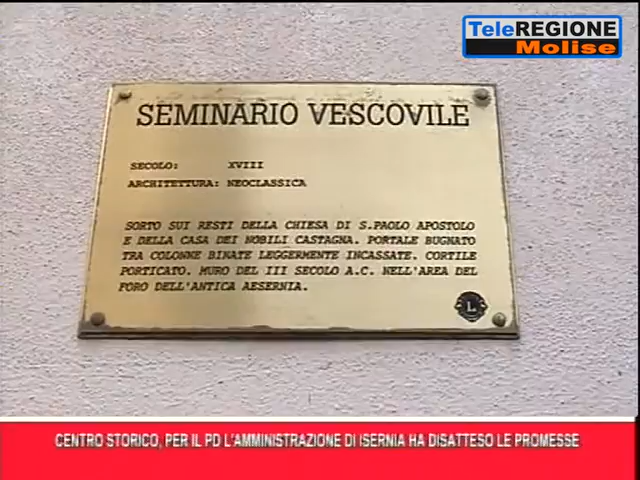 TeleREGIONE
Molise
SEMINARIO VESCOVILE
SECOLO: XVIII
ARCHITETTURA: NEOCLASSICA
SORTO SUI RESTI DELLA CHIESA DI S.PAOLO APOSTOLO
E DELLA CASA DEI NOBILI CASTAGNA. PORTALE BUGNATO
TRA COLONNE BINATE LEGGERMENTE INCASSATE. CORTILE
PORTICATO. MURO DEL III SECOLO A.C. NELL'AREA DEL
FORO DELL'ANTICA AESERNIA.
L
CENTRO STORICO, PER IL PD L'AMMINISTRAZIONE DI ISERNIA HA DISATTESO LE PROMESSE